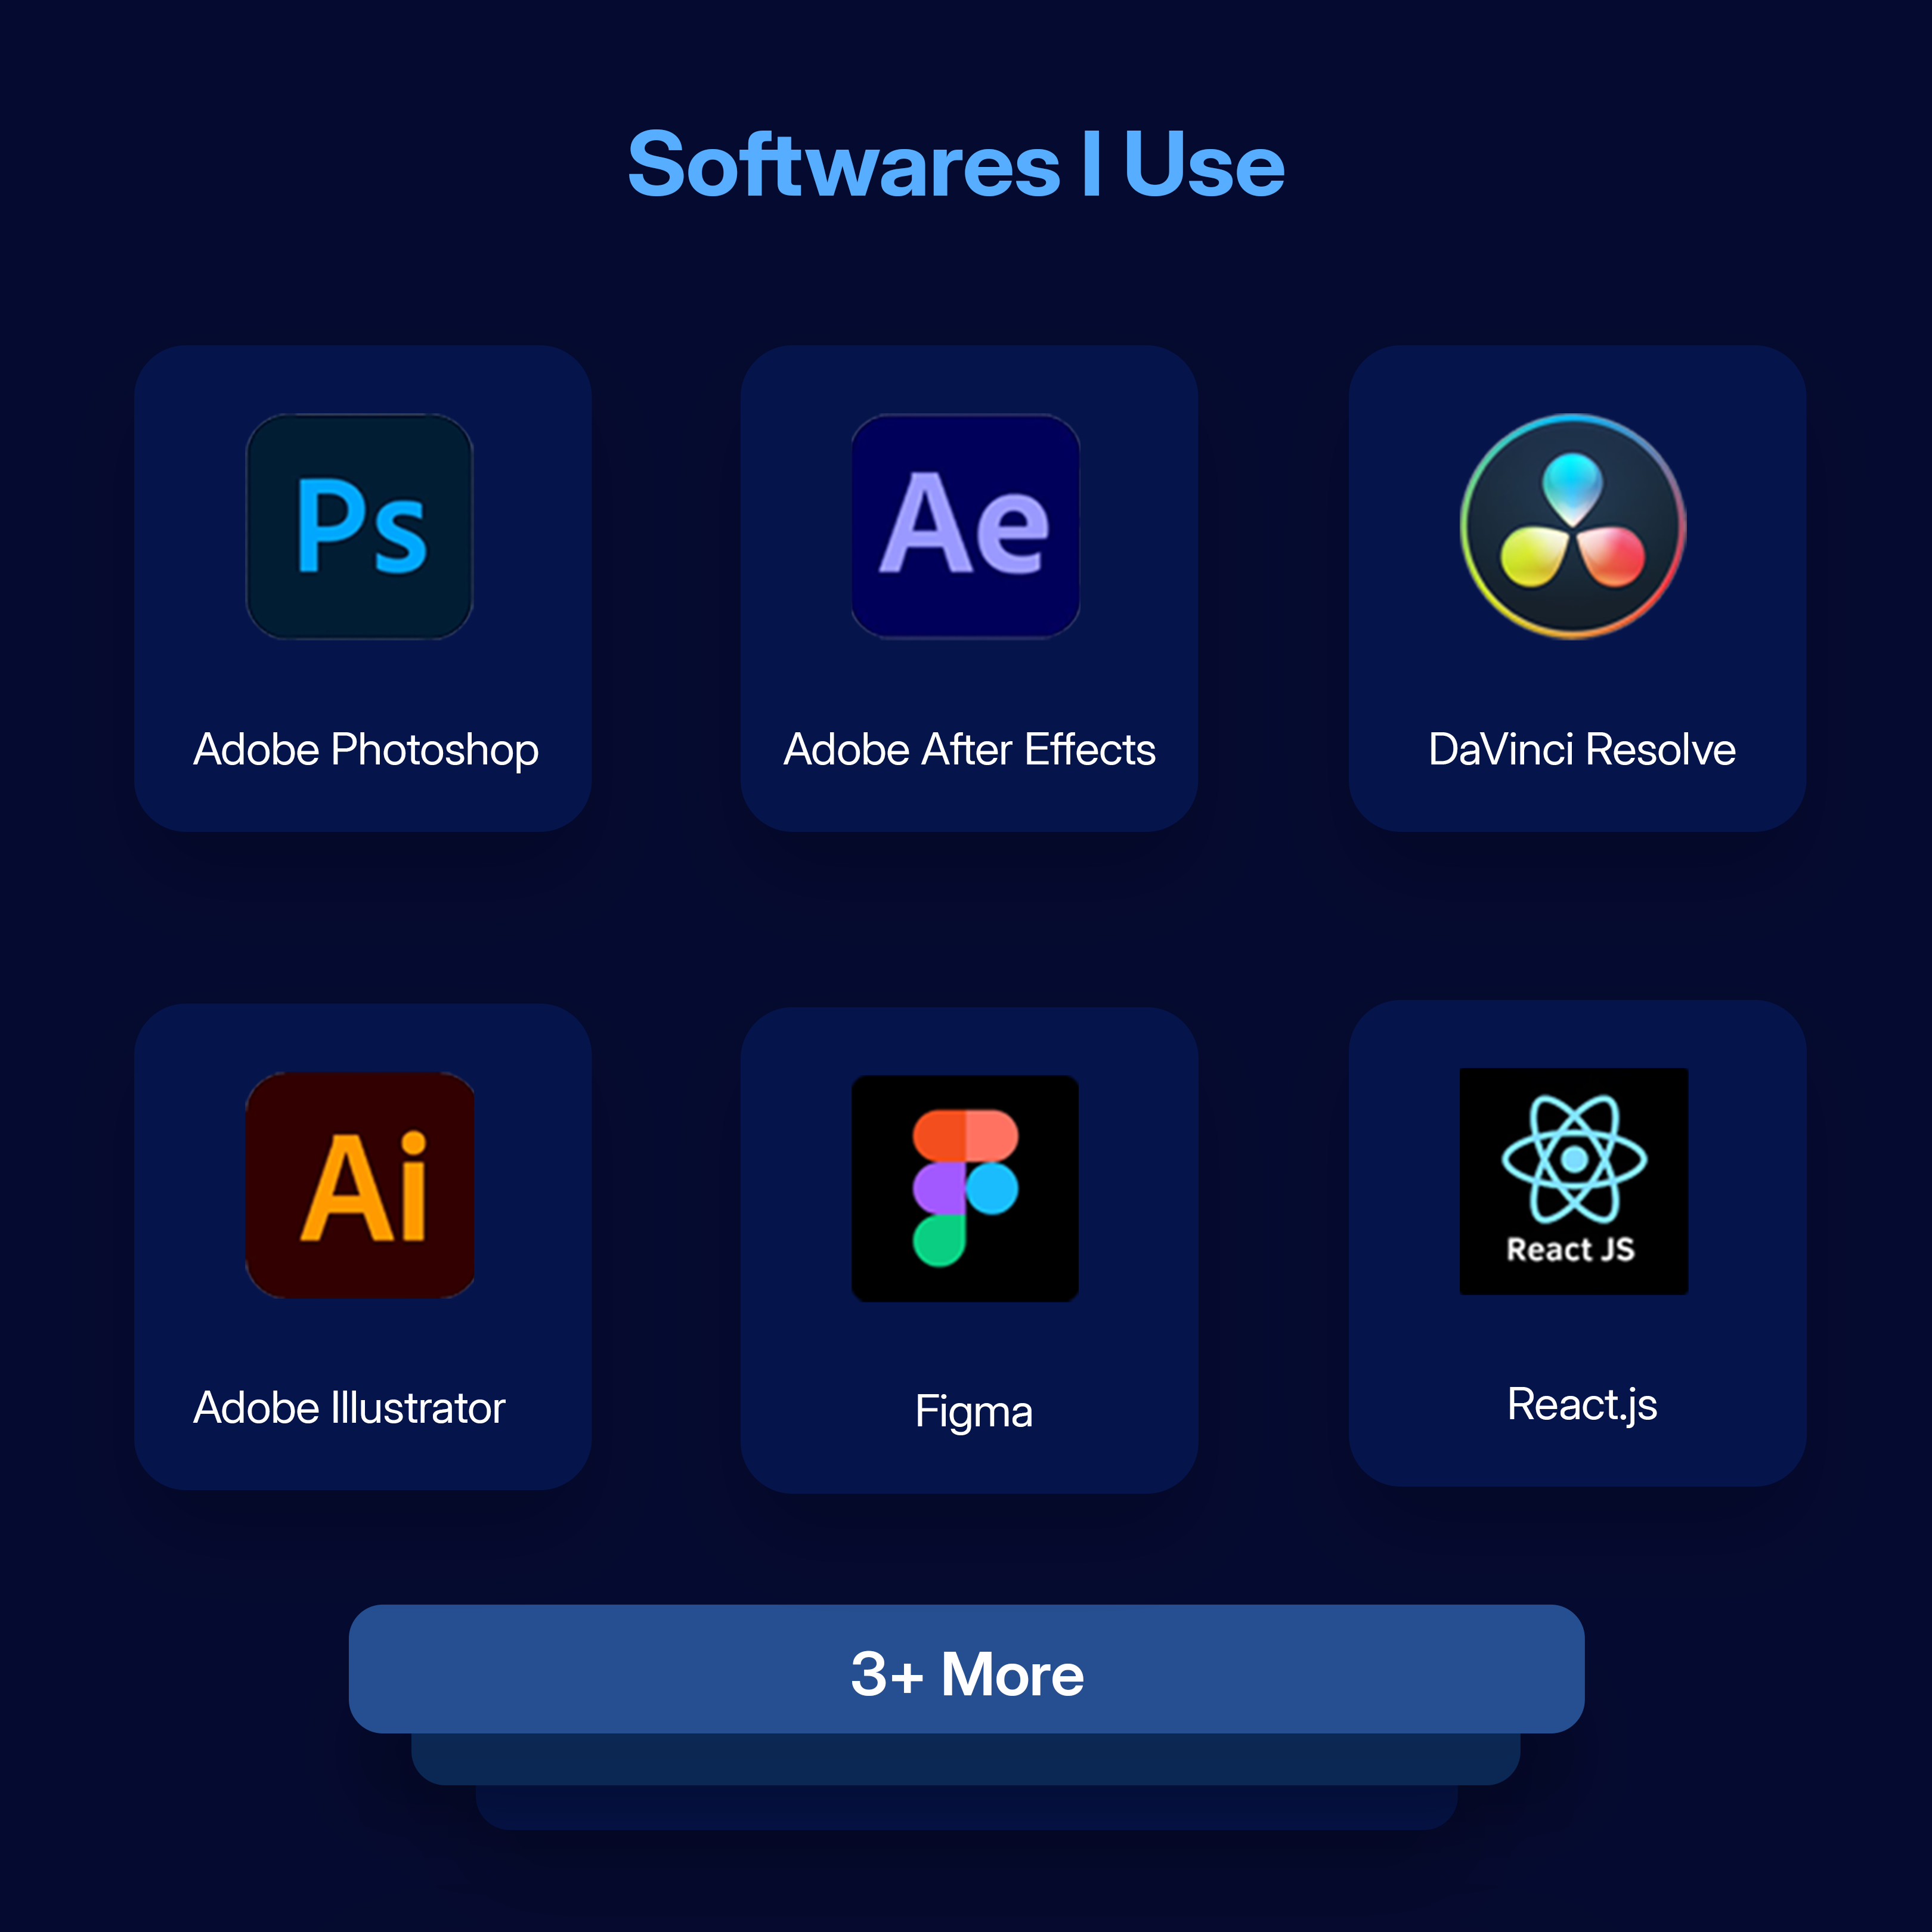 Softwares I Use
Ps
Ae
Adobe Photoshop
Adobe After Effects
DaVinci Resolve
Ai
React JS
Adobe Illustrator
Figma
React.js
3+ More